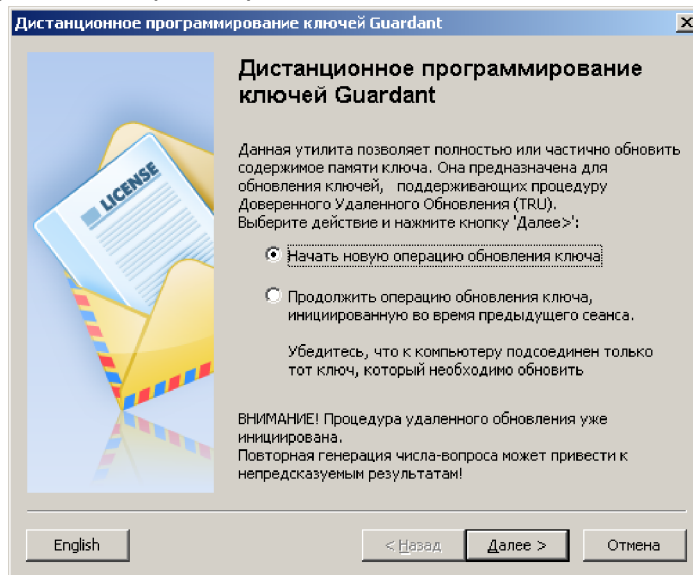 Дистанционное программирование ключей Guardant
Дистанционное программирование
ключей Guardant
LICENSE
Данная утилита позволяет полностью или частично обновить
содержимое памяти ключа. Она предназначена для
обновления ключей, поддерживающих процедуру
Доверенного Удаленного Обновления (TRU).
Выберите действие и нажмите кнопку 'Далее>':
Начать новую операцию обновления ключа
Продолжить операцию обновления ключа,
инициированную во время предыдущего сеанса.
Убедитесь, что к компьютеру подсоединен только
тот ключ, который необходимо обновить
ВНИМАНИЕ! Процедура удаленного обновления уже
инициирована.
Повторная генерация числа-вопроса может привести к
непредсказуемым результатам!
English
< Назад
Далее >
Отмена